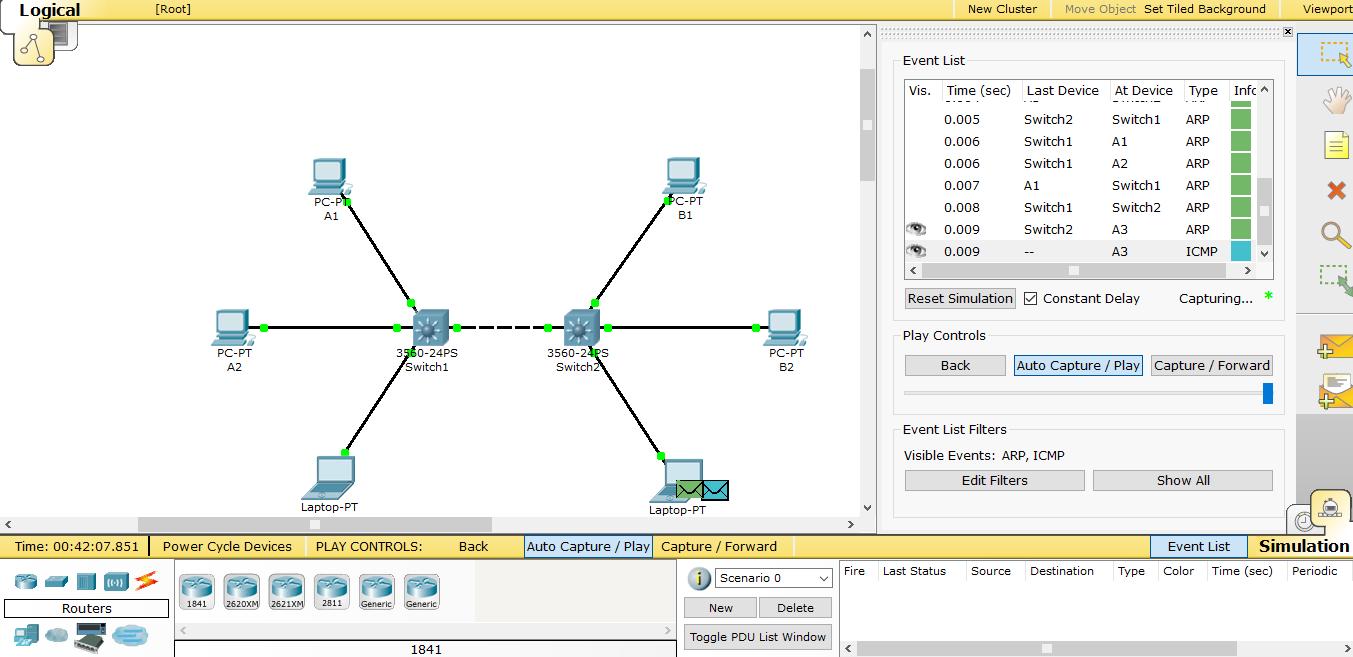 Logical [Root] New Cluster Move Object Set Tiled Background Viewport
Event List
Vis. Time (sec) Last Device At Device Type Info
0.005 Switch2 Switch1 ARP
0.006 Switch1 A1 ARP
0.006 Switch1 A2 ARP
0.007 A1 Switch1 ARP
0.008 Switch1 Switch2 ARP
0.009 Switch2 A3 ARP
0.009 -- A3 ICMP
Reset Simulation Constant Delay Capturing... *
Play Controls
Back Auto Capture / Play Capture / Forward
Event List Filters
Visible Events: ARP, ICMP
Edit Filters Show All
PC-PT
A1
PC-PT
B1
PC-PT
A2
3560-24PS
Switch1
3560-24PS
Switch2
PC-PT
B2
Laptop-PT
Laptop-PT
Time: 00:42:07.851 Power Cycle Devices PLAY CONTROLS: Back Auto Capture / Play Capture / Forward Event List Simulation
Routers
1841 2620XM 2621XM 2811 Generic Generic
1841
i Scenario 0
New Delete
Toggle PDU List Window
Fire Last Status Source Destination Type Color Time (sec) Periodic